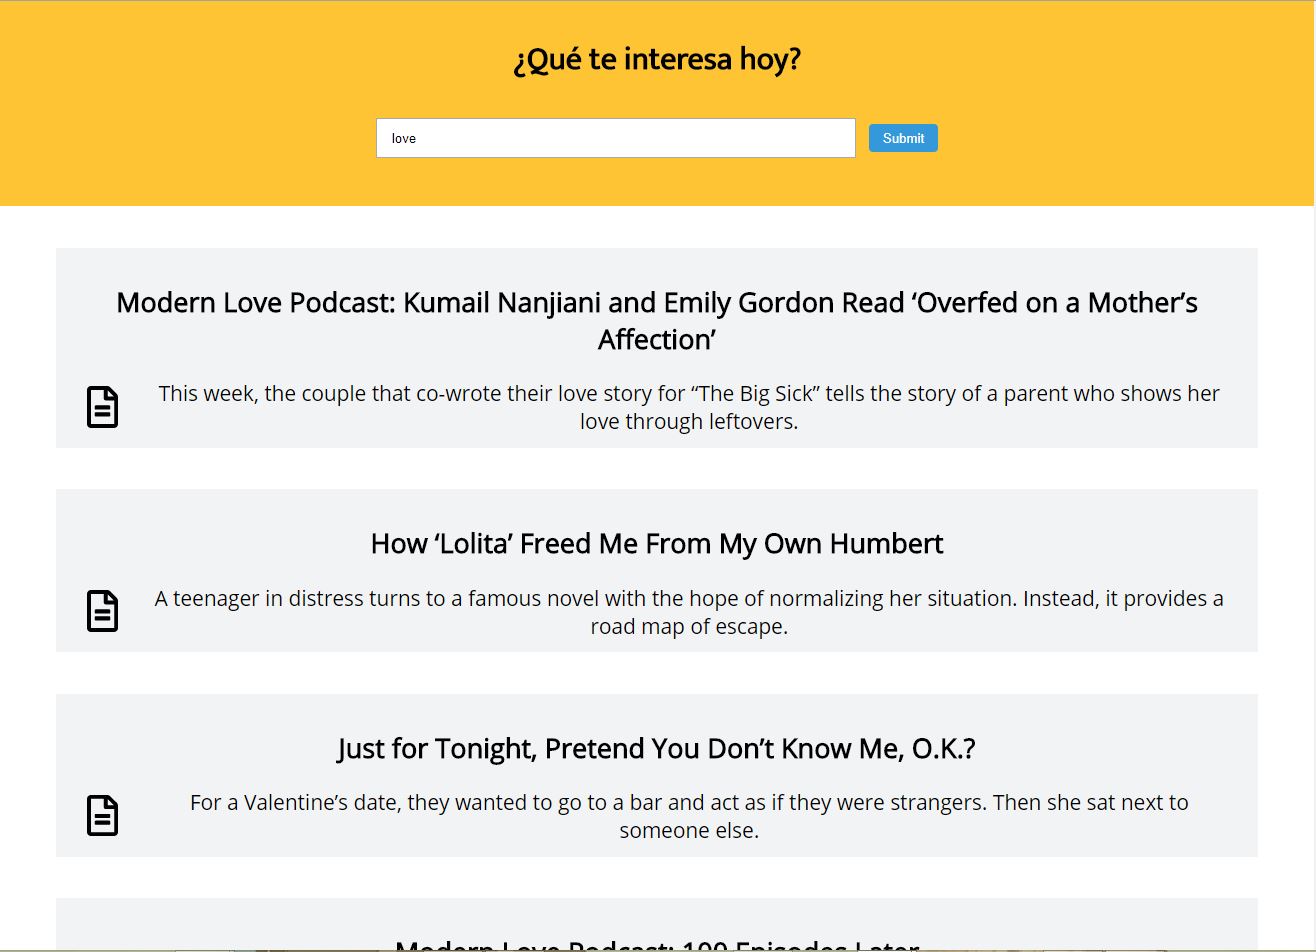 ¿Qué te interesa hoy?
love
Submit
Modern Love Podcast: Kumail Nanjiani and Emily Gordon Read ‘Overfed on a Mother’s
Affection’
This week, the couple that co-wrote their love story for “The Big Sick” tells the story of a parent who shows her
love through leftovers.
How ‘Lolita’ Freed Me From My Own Humbert
A teenager in distress turns to a famous novel with the hope of normalizing her situation. Instead, it provides a
road map of escape.
Just for Tonight, Pretend You Don’t Know Me, O.K.?
For a Valentine’s date, they wanted to go to a bar and act as if they were strangers. Then she sat next to
someone else.
Modern Love Podcast: 100 Episodes Later